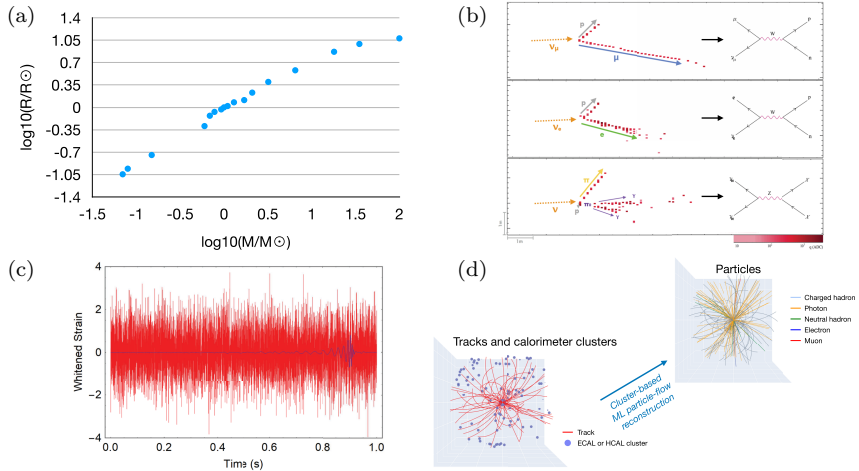 (a)
1.4
1.05
0.7
0.35
0
-0.35
-0.7
-1.05
-1.4
log10(R/R⊙)
-1.5 -1 -0.5 0 0.5 1 1.5 2
log10(M/M⊙)
(b)
p
νμ
μ
W
p
n
p
νe
e
e
W
p
n
π
ν
p
γ
γ
Z
(c)
4
2
0
−2
−4
Whitened Strain
0.0 0.2 0.4 0.6 0.8 1.0
Time (s)
(d)
Particles
Charged hadron
Photon
Neutral hadron
Electron
Muon
Tracks and calorimeter clusters
Cluster-based
ML particle-flow
reconstruction
Track
ECAL or HCAL cluster